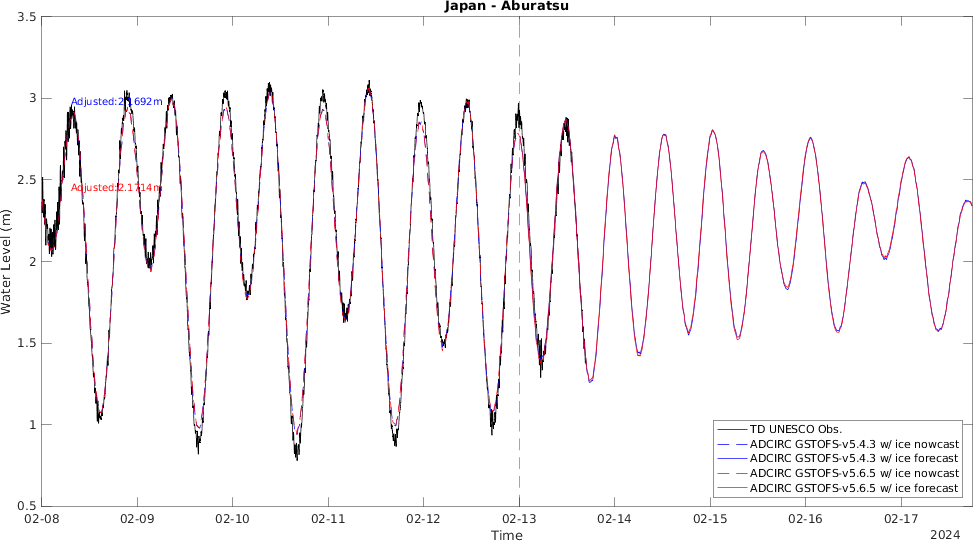 Japan - Aburatsu
3.5
3
2.5
2
1.5
1
0.5
Water Level (m)
Adjusted:2.1692m
Adjusted:2.1714m
TD UNESCO Obs.
ADCIRC GSTOFS-v5.4.3 w/ ice nowcast
ADCIRC GSTOFS-v5.4.3 w/ ice forecast
ADCIRC GSTOFS-v5.6.5 w/ ice nowcast
ADCIRC GSTOFS-v5.6.5 w/ ice forecast
02-08 02-09 02-10 02-11 02-12 02-13 02-14 02-15 02-16 02-17
Time
2024